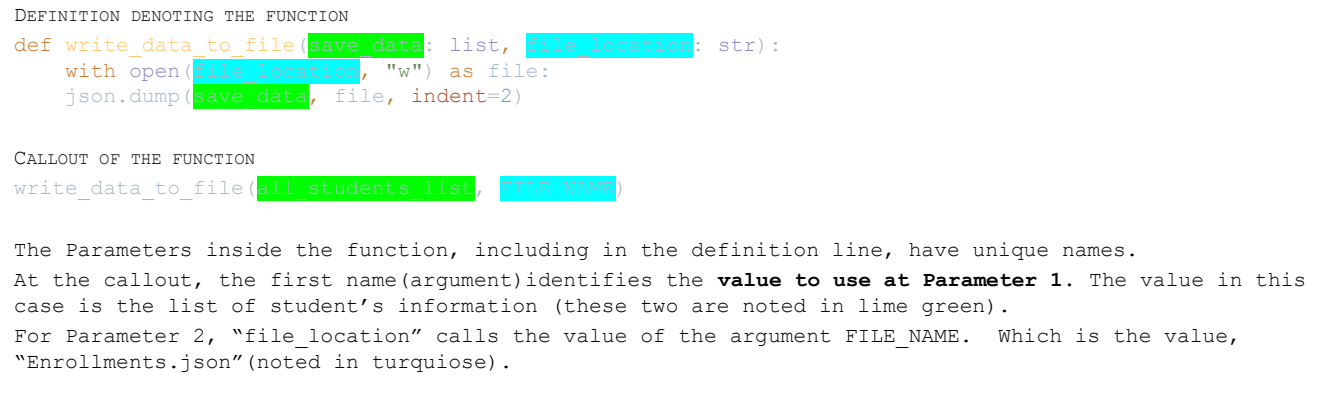 DEFINITION DENOTING THE FUNCTION
def write_data_to_file(save_data: list, file_location: str):
    with open(file_location, "w") as file:
    json.dump(save_data, file, indent=2)
CALLOUT OF THE FUNCTION
write_data_to_file(all_students_list, FILE_NAME)
The Parameters inside the function, including in the definition line, have unique names.
At the callout, the first name(argument)identifies the value to use at Parameter 1. The value in this
case is the list of student’s information (these two are noted in lime green).
For Parameter 2, “file_location” calls the value of the argument FILE_NAME.  Which is the value,
“Enrollments.json”(noted in turquiose).